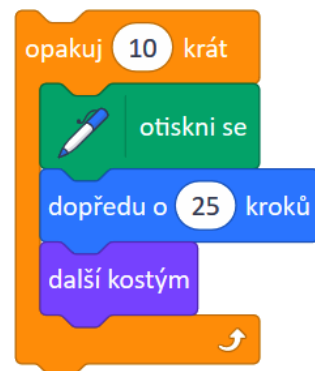 opakuj 10 krát
otiskni se
dopředu o 25 kroků
další kostým